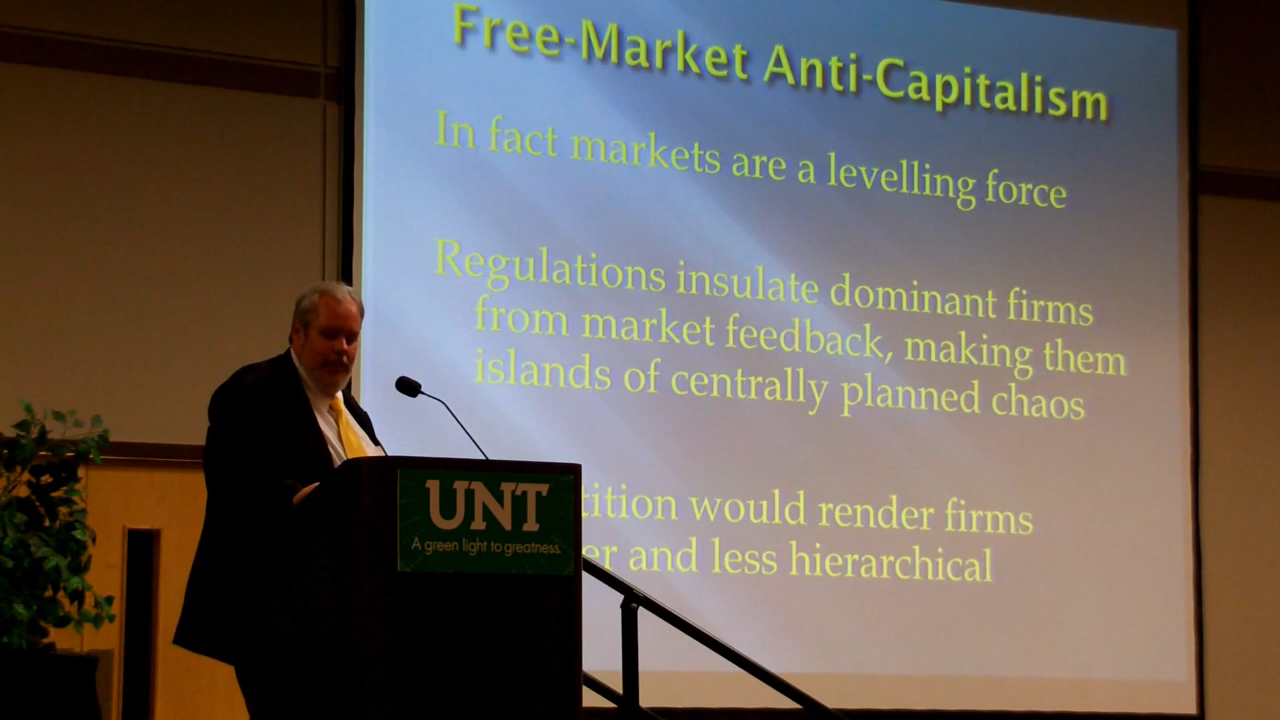 Free-Market Anti-Capitalism
In fact markets are a levelling force
Regulations insulate dominant firms
from market feedback, making them
islands of centrally planned chaos
tition would render firms
er and less hierarchical
UNT
A green light to greatness.